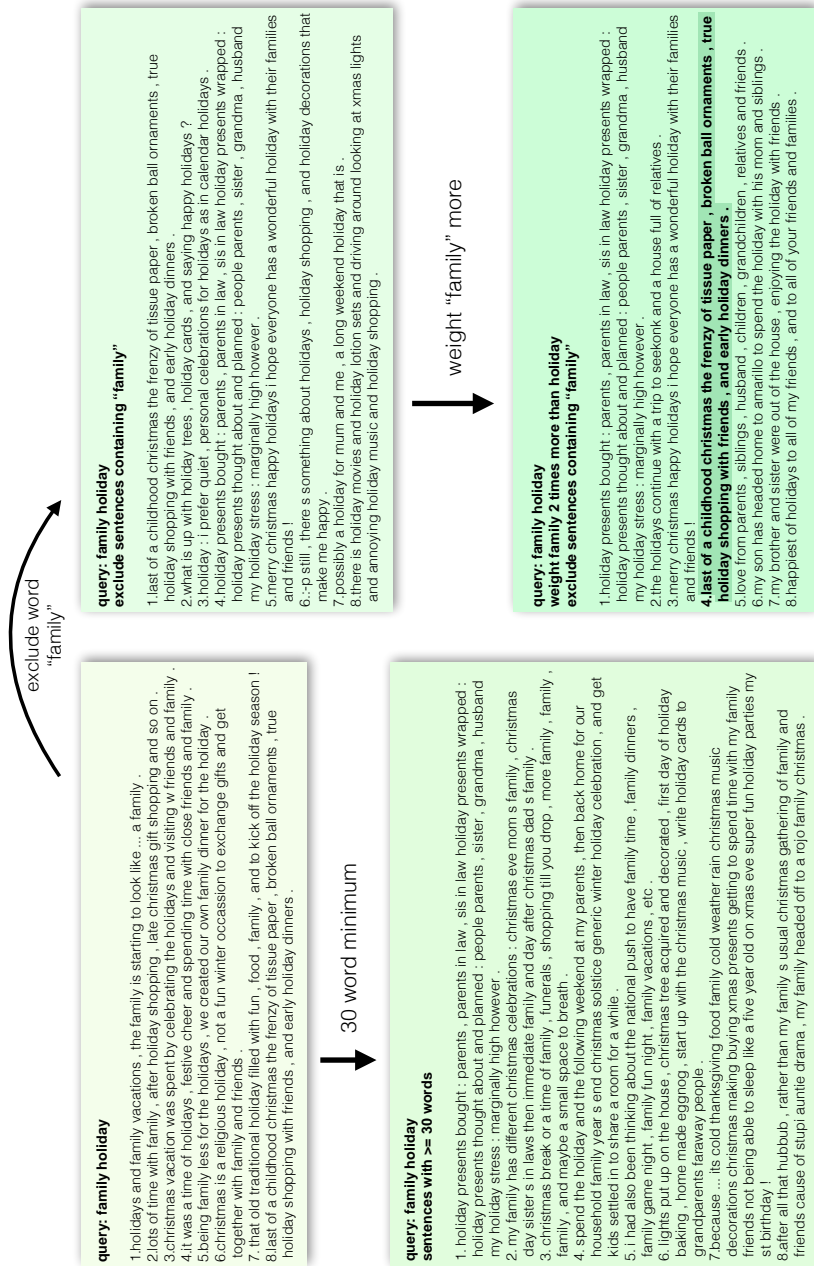 query: family holiday
1.holidays and family vacations , the family is starting to look like ... a family .
2.lots of time with family , after holiday shopping , late christmas gift shopping and so on .
3.christmas vacation was spent by celebrating the holidays and visiting w friends and family .
4.it was a time of holidays , festive cheer and spending time with close friends and family .
5.being family less for the holidays , we created our own family dinner for the holiday .
6.christmas is a religious holiday , not a fun winter occassion to exchange gifts and get
together with family and friends .
7. that old traditional holiday filled with fun , food , family , and to kick off the holiday season !
8.last of a childhood christmas the frenzy of tissue paper , broken ball ornaments , true
holiday shopping with friends , and early holiday dinners .
exclude word
“family”
query: family holiday
exclude sentences containing “family”
1.last of a childhood christmas the frenzy of tissue paper , broken ball ornaments , true
holiday shopping with friends , and early holiday dinners .
2.what is up with holiday trees , holiday cards , and saying happy holidays ?
3.holiday : i prefer quiet , personal celebrations for holidays as in calendar holidays .
4.holiday presents bought : parents , parents in law , sis in law holiday presents wrapped :
holiday presents thought about and planned : people parents , sister , grandma , husband
my holiday stress : marginally high however .
5.merry christmas happy holidays i hope everyone has a wonderful holiday with their families
and friends !
6.:-p still , there s something about holidays , holiday shopping , and holiday decorations that
make me happy .
7.possibly a holiday for mum and me , a long weekend holiday that is .
8.there is holiday movies and holiday lotion sets and driving around looking at xmas lights
and annoying holiday music and holiday shopping .
30 word minimum
weight “family” more
query: family holiday
sentences with >= 30 words
1. holiday presents bought : parents , parents in law , sis in law holiday presents wrapped :
holiday presents thought about and planned : people parents , sister , grandma , husband
my holiday stress : marginally high however .
2. my family has different christmas celebrations : christmas eve mom s family , christmas
day sister s in laws then immediate family and day after christmas dad s family .
3. christmas break or a time of family , funerals , shopping till you drop , more family , family ,
family , and maybe a small space to breath .
4. spend the holiday and the following weekend at my parents , then back home for our
household family year s end christmas solstice generic winter holiday celebration , and get
kids settled in to share a room for a while .
5. i had also been thinking about the national push to have family time , family dinners ,
family game night , family fun night , family vacations , etc .
6. lights put up on the house , christmas tree acquired and decorated , first day of holiday
baking , home made eggnog , start up with the christmas music , write holiday cards to
grandparents faraway people .
7.because ... its cold thanksgiving food family cold weather rain christmas music
decorations christmas making buying xmas presents getting to spend time with my family
friends not being able to sleep like a five year old on xmas eve super fun holiday parties my
st birthday !
8.after all that hubbub , rather than my family s usual christmas gathering of family and
friends cause of stupi auntie drama , my family headed off to a rojo family christmas .
query: family holiday
weight family 2 times more than holiday
exclude sentences containing “family”
1.holiday presents bought : parents , parents in law , sis in law holiday presents wrapped :
holiday presents thought about and planned : people parents , sister , grandma , husband
my holiday stress : marginally high however .
2.the holidays continue with a trip to seekonk and a house full of relatives .
3.merry christmas happy holidays i hope everyone has a wonderful holiday with their families
and friends !
4.last of a childhood christmas the frenzy of tissue paper , broken ball ornaments , true
holiday shopping with friends , and early holiday dinners .
5.love from parents , siblings , husband , children , grandchildren , relatives and friends .
6.my son has headed home to amarillo to spend the holiday with his mom and siblings .
7.my brother and sister were out of the house , enjoying the holiday with friends .
8.happiest of holidays to all of my friends , and to all of your friends and families .